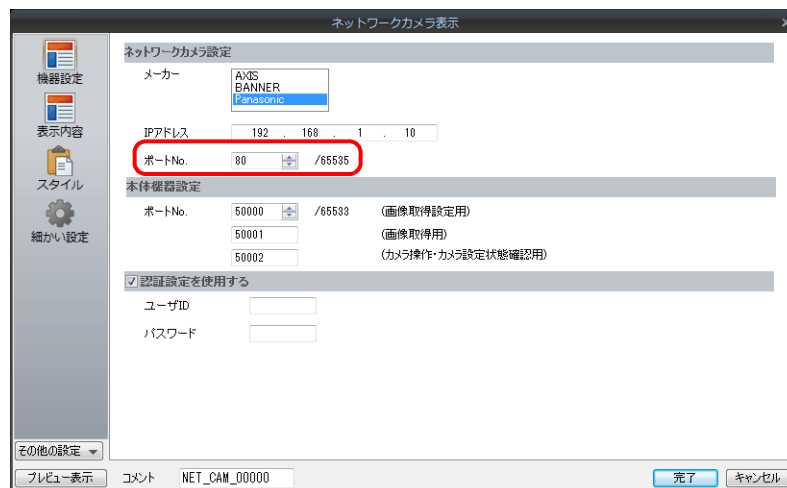 ネットワークカメラ表示
機器設定
表示内容
スタイル
細かい設定
その他の設定
プレビュー表示
ネットワークカメラ設定
メーカー
AXIS
BANNER
Panasonic
IPアドレス 192 . 168 . 1 . 10
ポートNo. 80 /65535
本体機器設定
ポートNo. 50000 /65533 (画像取得設定用)
50001 (画像取得用)
50002 (カメラ操作・カメラ設定状態確認用)
認証設定を使用する
ユーザID
パスワード
コメント NET_CAM_00000
完了 キャンセル